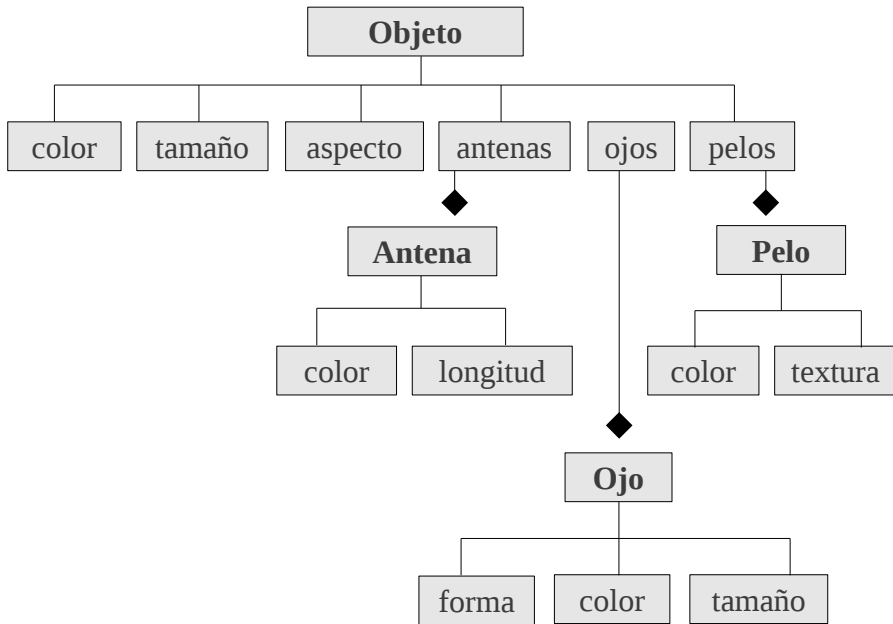 Objeto
color
tamaño
aspecto
antenas
ojos
pelos
Antena
Pelo
color
longitud
color
textura
Ojo
forma
color
tamaño